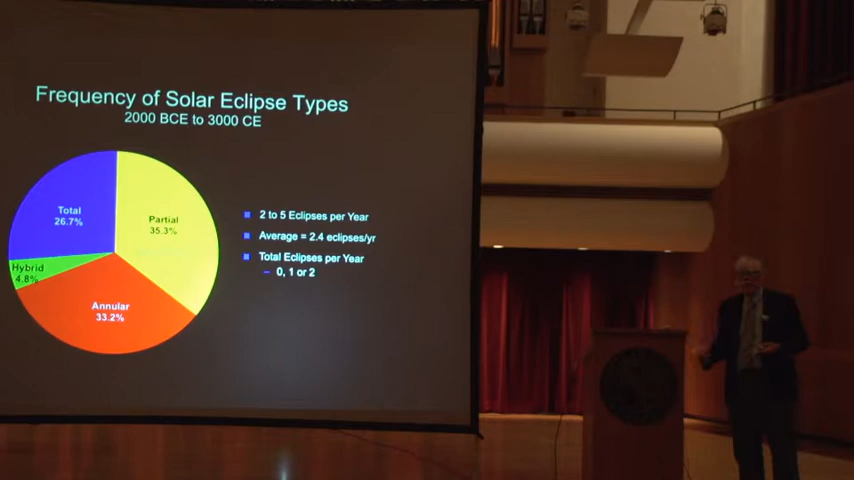 Frequency of Solar Eclipse Types
2000 BCE to 3000 CE
Total
26.7%
Partial
35.3%
Hybrid
4.8%
Annular
33.2%
2 to 5 Eclipses per Year
Average = 2.4 eclipses/yr
Total Eclipses per Year
– 0, 1 or 2